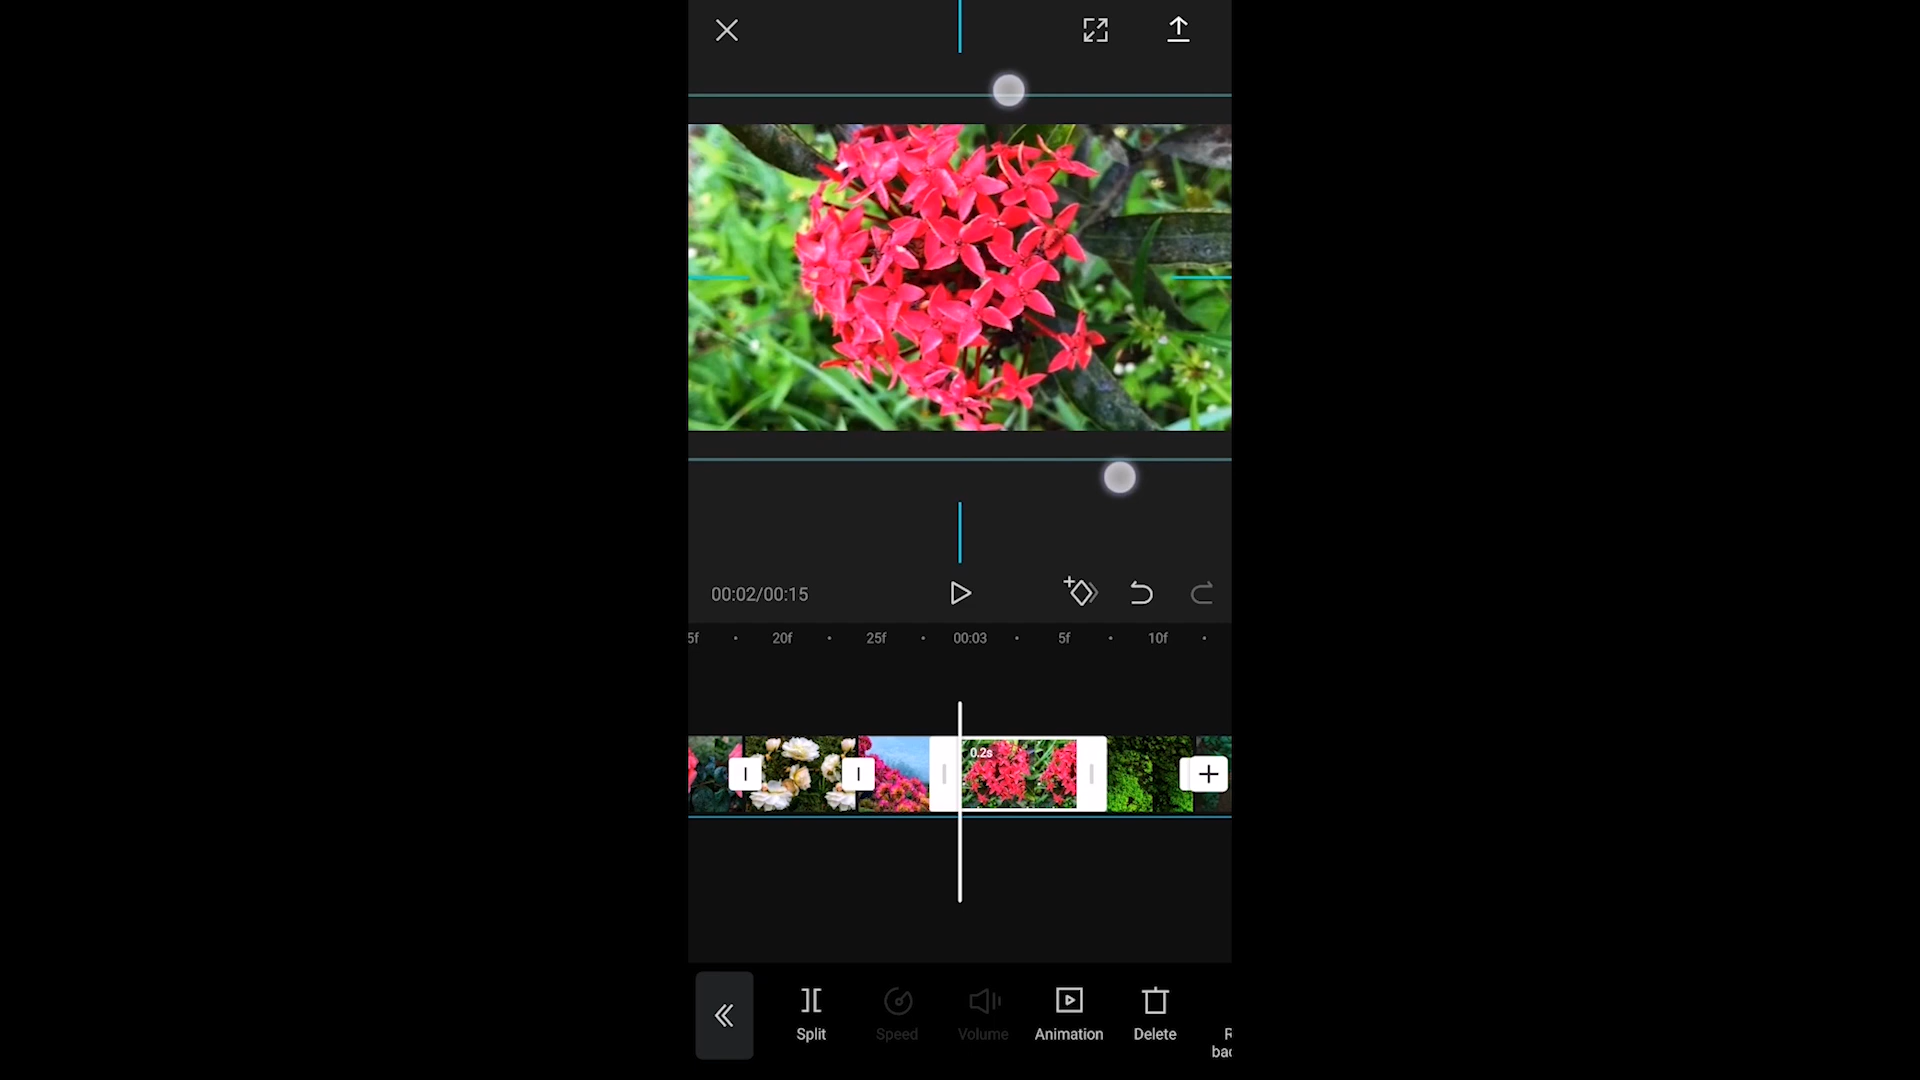 00:02/00:15
5f 20f 25f 00:03 5f 10f
0.2s
Split Speed Volume Animation Delete